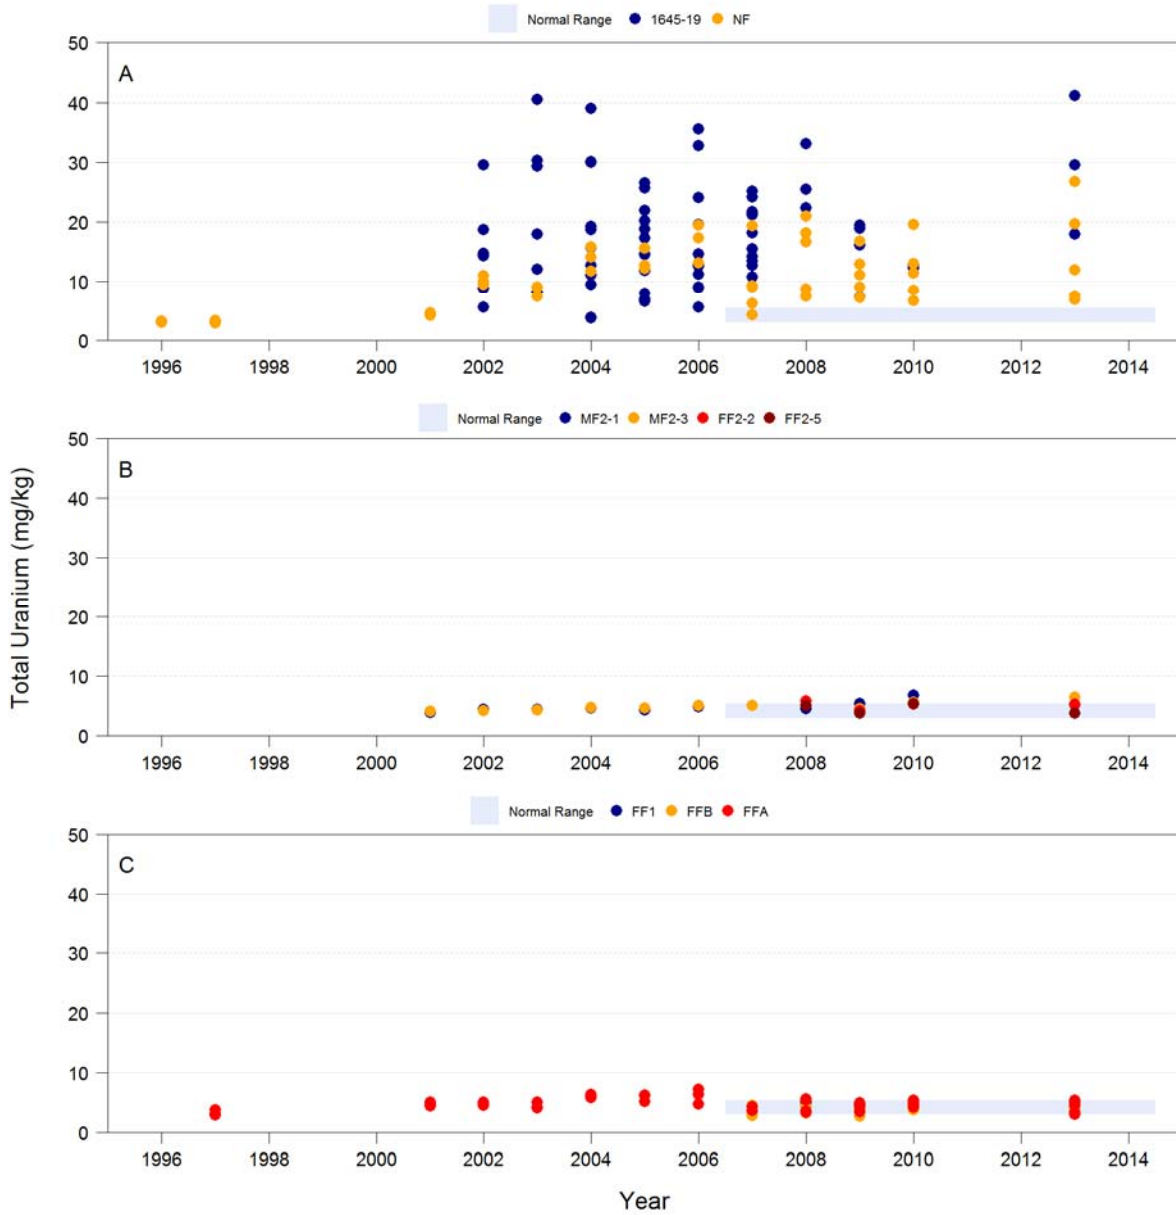 Normal Range 1645-19 NF
A
50
40
30
20
10
0
1996 1998 2000 2002 2004 2006 2008 2010 2012 2014
Normal Range MF2-1 MF2-3 FF2-2 FF2-5
B
50
40
30
20
10
0
1996 1998 2000 2002 2004 2006 2008 2010 2012 2014
Total Uranium (mg/kg)
Normal Range FF1 FFB FFA
C
50
40
30
20
10
0
1996 1998 2000 2002 2004 2006 2008 2010 2012 2014
Year